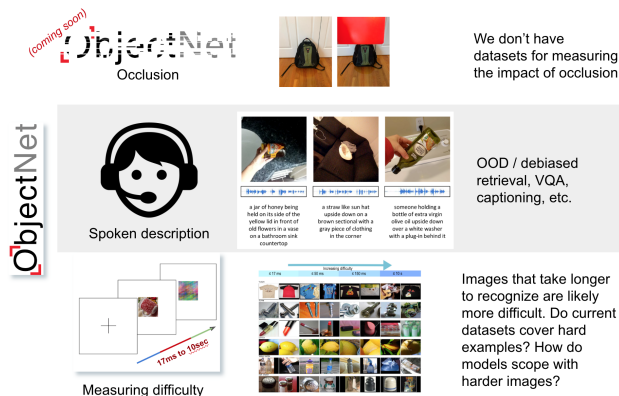 (coming soon)
ObjectNet
Occlusion
We don't have
datasets for measuring
the impact of occlusion
ObjectNet
Spoken description
a jar of honey being
held on its side of the
yellow lid in front of
old flowers in a vase
on a bathroom sink
countertop
a straw like sun hat
upside down on a
brown sectional with a
gray piece of clothing
in the corner
someone holding a
bottle of extra virgin
olive oil upside down
over a white washer
with a plug-in behind it
OOD / debiased
retrieval, VQA,
captioning, etc.
17ms to 10sec
Measuring difficulty
Increasing difficulty
Images that take longer
to recognize are likely
more difficult. Do current
datasets cover hard
examples? How do
models scope with
harder images?